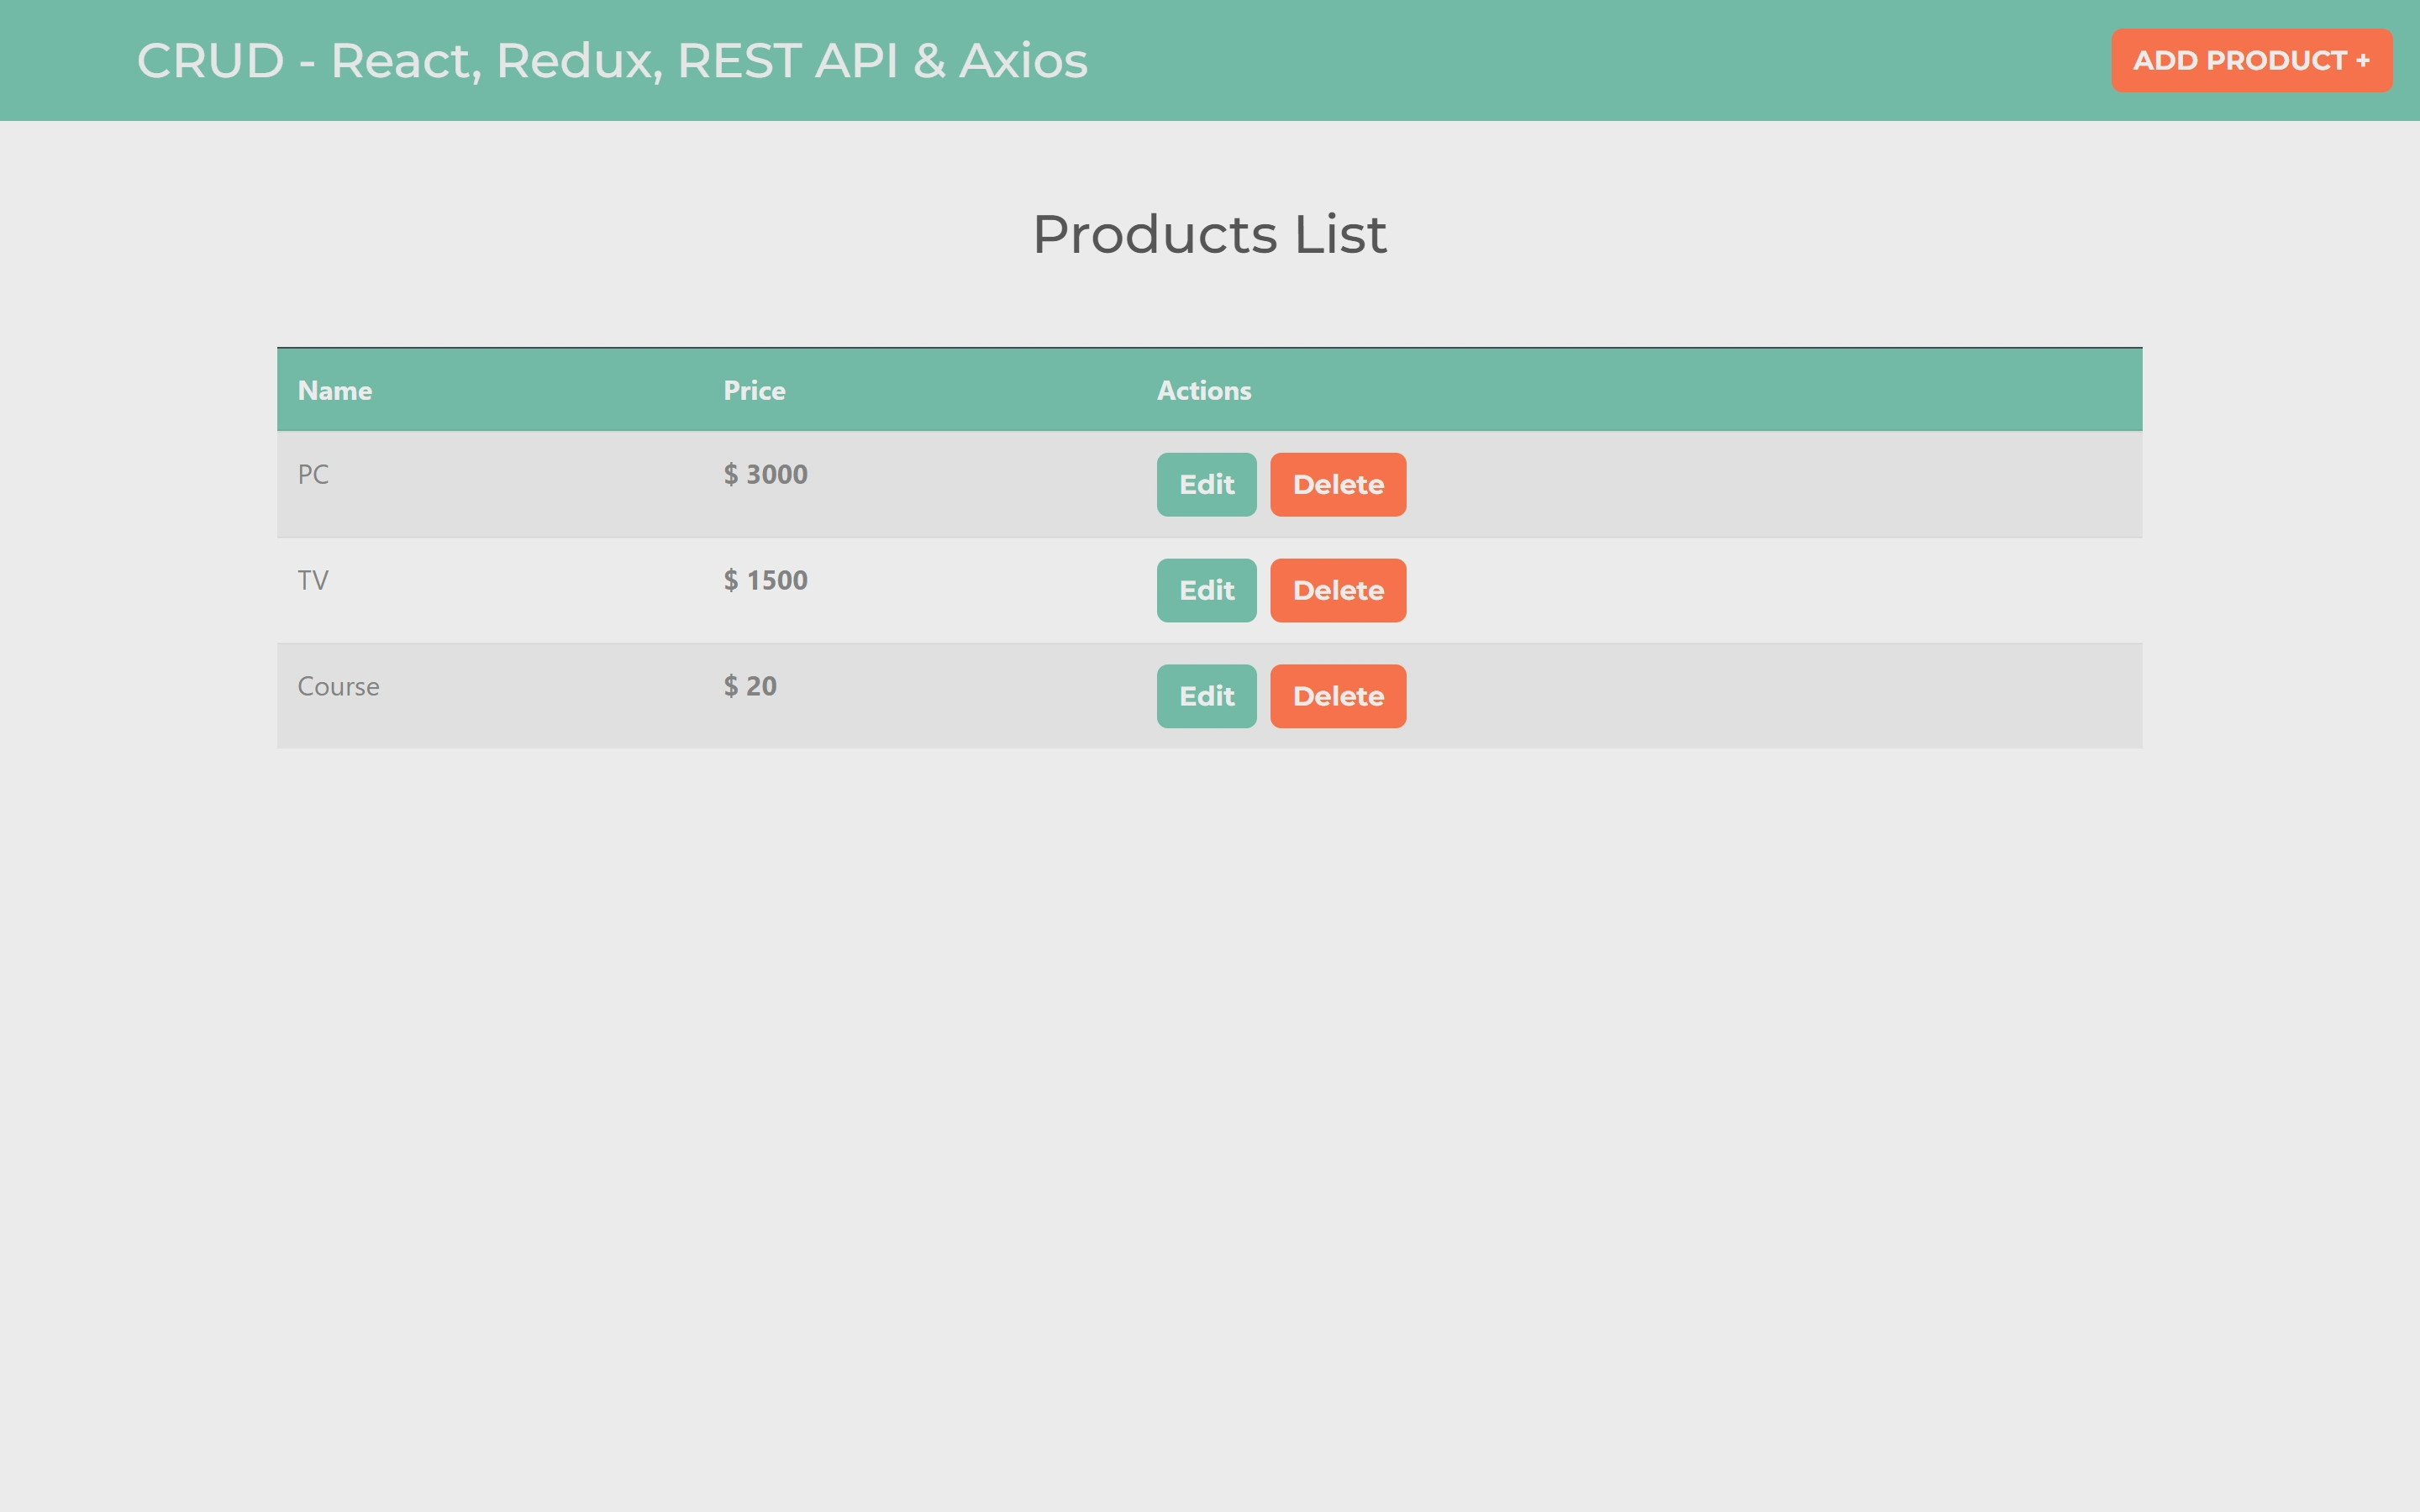 CRUD - React, Redux, REST API & Axios ADD PRODUCT +
Products List
Name Price Actions
PC $ 3000 Edit Delete
TV $ 1500 Edit Delete
Course $ 20 Edit Delete